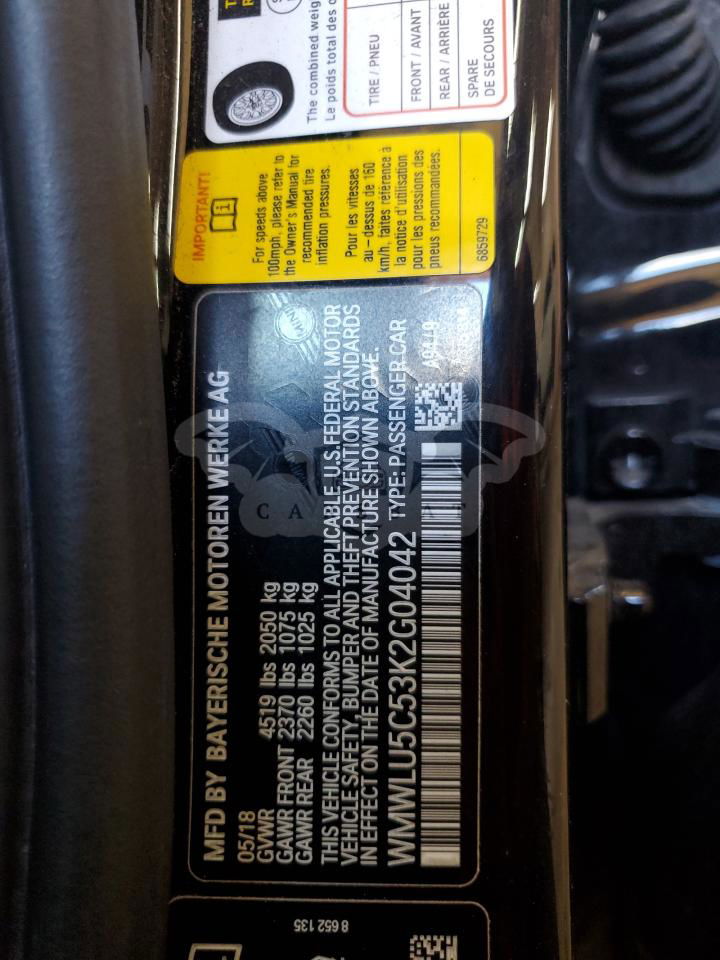 The combined weig
Le poids total des o
TIRE / PNEU
FRONT / AVANT
REAR / ARRIÈRE
SPARE
DE SECOURS
IMPORTANT!
For speeds above
100mph, please refer to
the Owner's Manual for
recommended tire
inflation pressures.
Pour les vitesses
au - dessus de 160
km/h, faites référence à
la notice d'utilisation
pour les pressions des
pneus recommandées.
6859729
MINI
MFD BY BAYERISCHE MOTOREN WERKE AG
05/18
GVWR 4519 lbs 2050 kg
GAWR FRONT 2370 lbs 1075 kg
GAWR REAR 2260 lbs 1025 kg
THIS VEHICLE CONFORMS TO ALL APPLICABLE U.S. FEDERAL MOTOR
VEHICLE SAFETY, BUMPER AND THEFT PREVENTION STANDARDS
IN EFFECT ON THE DATE OF MANUFACTURE SHOWN ABOVE.
WMWLU5C53K2G04042 TYPE: PASSENGER CAR
A9449
8 652 135